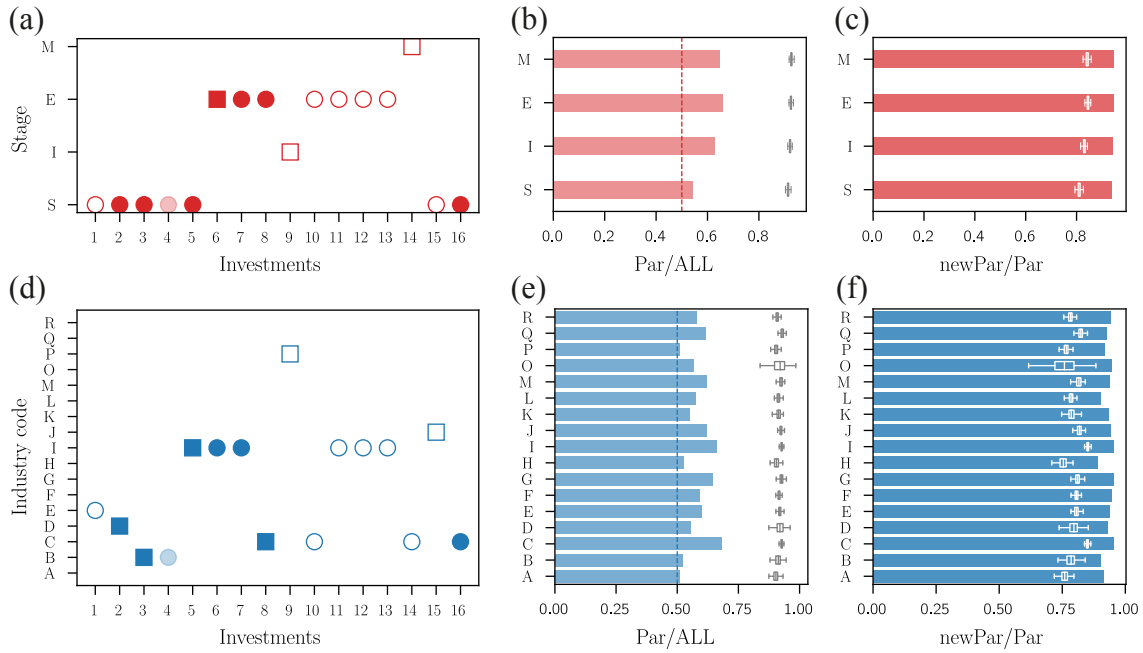 (a)
Stage
M
E
I
S
1 2 3 4 5 6 7 8 9 10 11 12 13 14 15 16
Investments
(b)
M
E
I
S
0.0 0.2 0.4 0.6 0.8
Par/ALL
(c)
M
E
I
S
0.0 0.2 0.4 0.6 0.8
newPar/Par
(d)
Industry code
R
Q
P
O
M
L
K
J
I
H
G
F
E
D
C
B
A
1 2 3 4 5 6 7 8 9 10 11 12 13 14 15 16
Investments
(e)
R
Q
P
O
M
L
K
J
I
H
G
F
E
D
C
B
A
0.00 0.25 0.50 0.75 1.00
Par/ALL
(f)
R
Q
P
O
M
L
K
J
I
H
G
F
E
D
C
B
A
0.00 0.25 0.50 0.75 1.00
newPar/Par